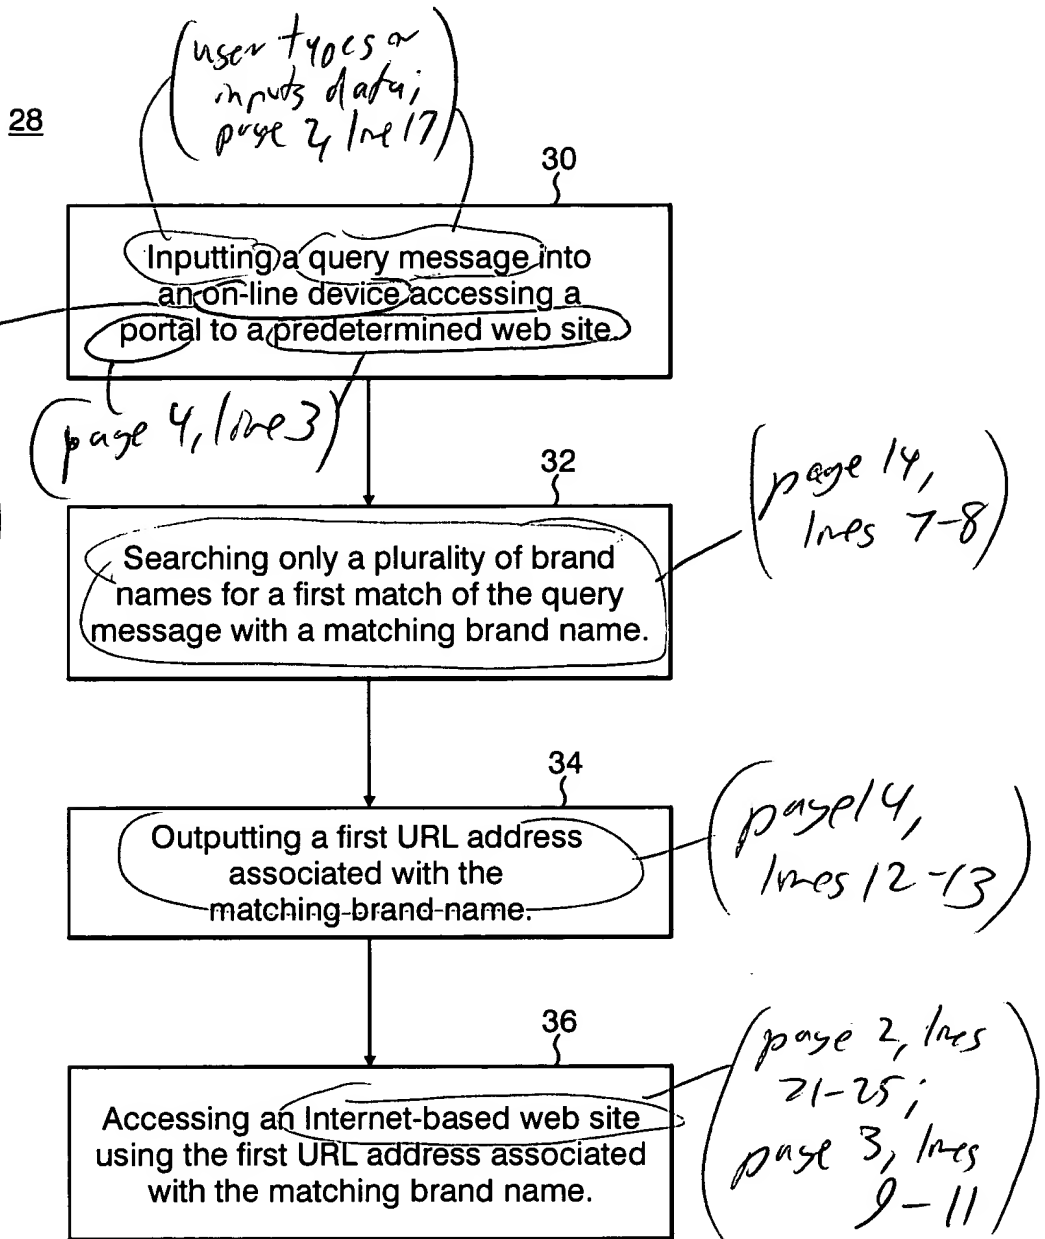 (user types or
inputs data;
page 2, line 17)
28
30
Inputting a query message into
an on-line device accessing a
portal to a predetermined web site.
(page 4, line 3)
32
(page 14,
lines 7-8)
Searching only a plurality of brand
names for a first match of the query
message with a matching brand name.
34
(page 14,
lines 12-13)
Outputting a first URL address
associated with the
matching brand name.
36
(page 2, lines
21-25;
page 3, lines
9-11)
Accessing an Internet-based web site
using the first URL address associated
with the matching brand name.